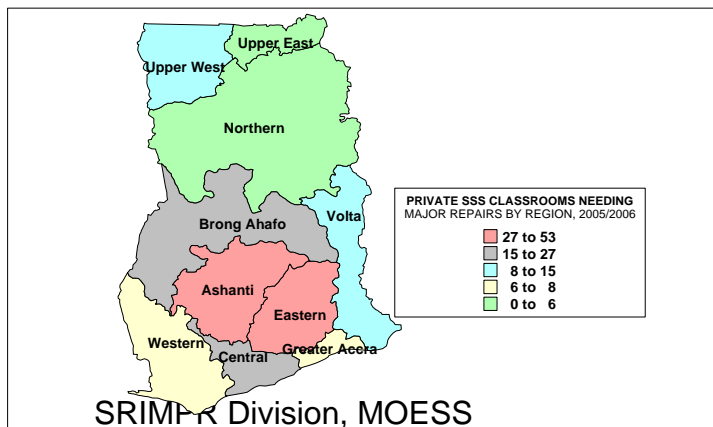 Upper East
Upper West
Northern
Volta
Brong Ahafo
Ashanti
Eastern
Western
Central
Greater Accra
PRIVATE SSS CLASSROOMS NEEDING
MAJOR REPAIRS BY REGION, 2005/2006
27 to 53
15 to 27
8 to 15
6 to 8
0 to 6
SRIMPR Division, MOESS